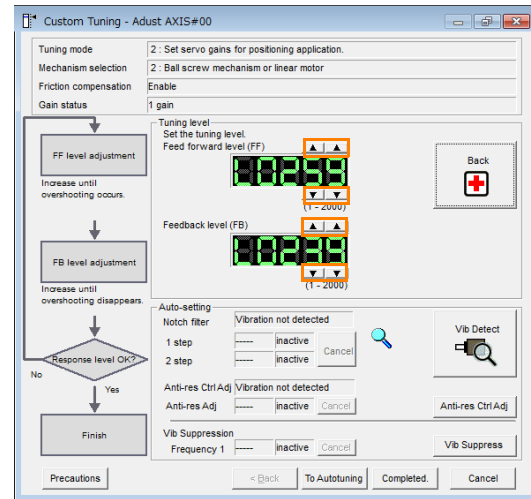 Custom Tuning - Adust AXIS#00
Tuning mode 2 : Set servo gains for positioning application.
Mechanism selection 2 : Ball screw mechanism or linear motor
Friction compensation Enable
Gain status 1 gain
FF level adjustment
Increase until
overshooting occurs.
FB level adjustment
Increase until
overshooting disappears.
Response level OK?
No
Yes
Finish
Tuning level
Set the tuning level.
Feed forward level (FF)
L0259
(1 - 2000)
Feedback level (FB)
L0234
(1 - 2000)
Back
Auto-setting
Notch filter Vibration not detected
1 step ----- inactive
2 step ----- inactive
Cancel
Vib Detect
Anti-res Ctrl Adj Vibration not detected
Anti-res Adj ----- inactive Cancel
Anti-res Ctrl Adj
Vib Suppression
Frequency 1 ----- inactive Cancel
Vib Suppress
Precautions < Back To Autotuning Completed. Cancel